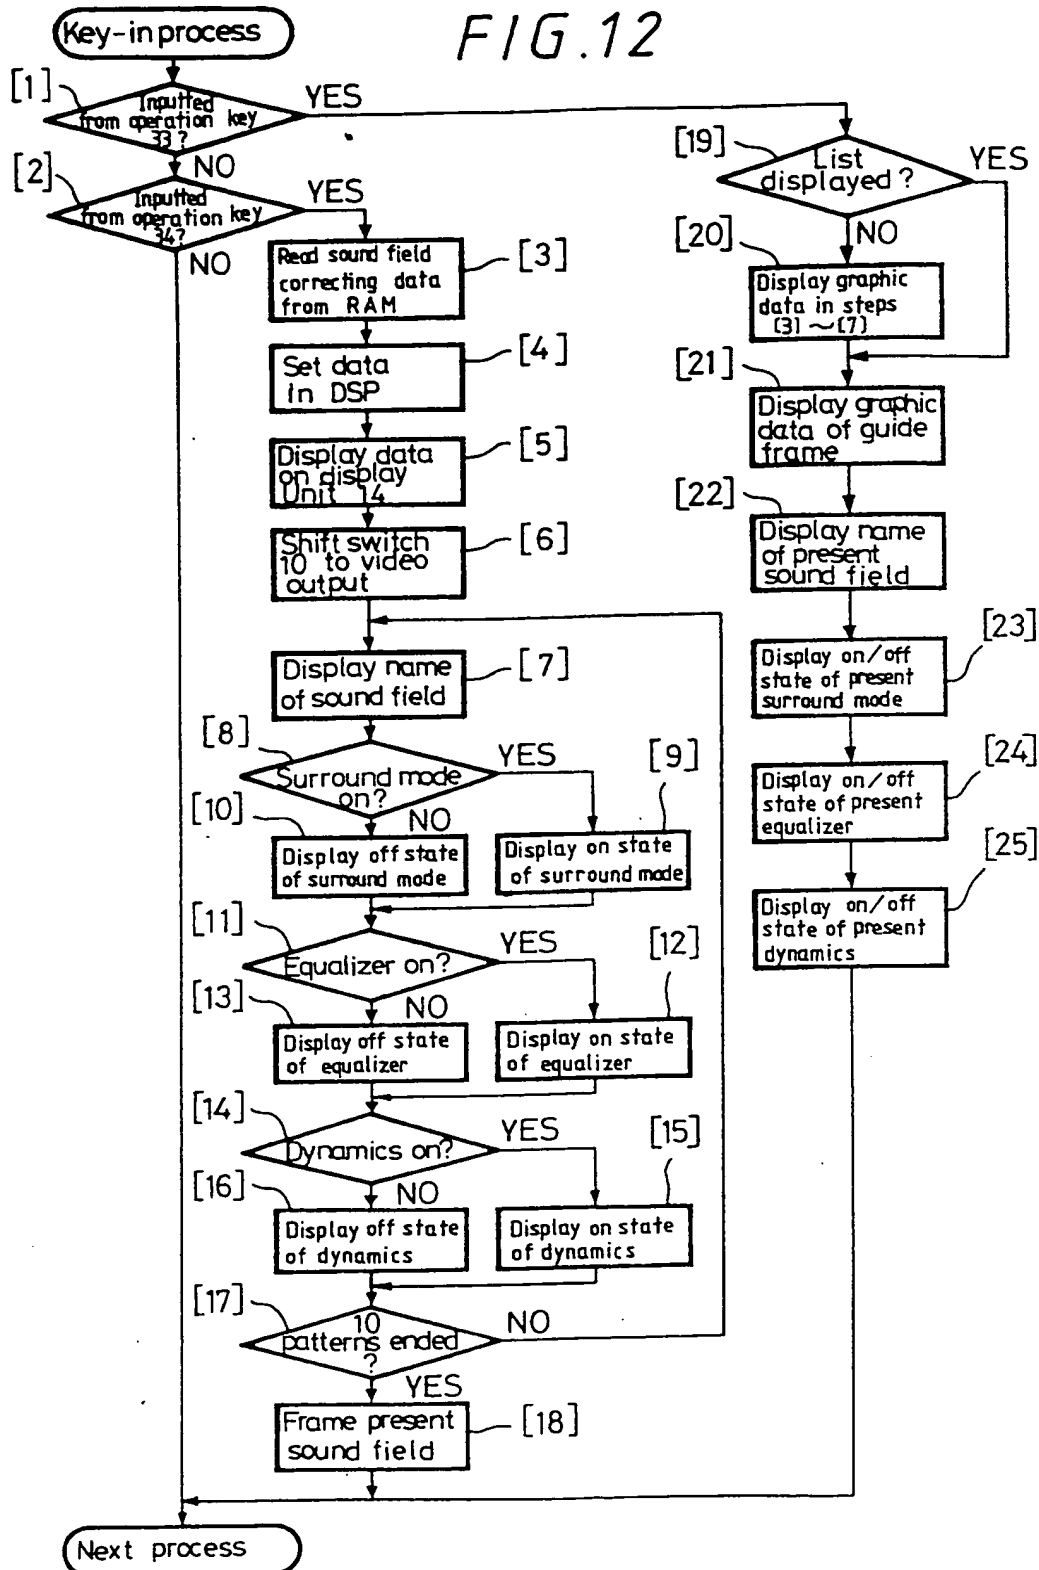 FIG.12
Key-in process
[1]
Inputted
from operation key
33?
YES
NO
[2]
Inputted
from operation key
34?
YES
NO
Read sound field
correcting data
from RAM
[3]
Set data
in DSP
[4]
Display data
on display
Unit 14
[5]
Shift switch
10 to video
output
[6]
Display name
of sound field
[7]
[8]
Surround mode
on?
YES
NO
[9]
Display on state
of surround mode
[10]
Display off state
of surround mode
[11]
Equalizer on?
YES
NO
[12]
Display on state
of equalizer
[13]
Display off state
of equalizer
[14]
Dynamics on?
YES
NO
[15]
Display on state
of dynamics
[16]
Display off state
of dynamics
[17]
10
patterns ended
?
NO
YES
Frame present
sound field
[18]
Next process
[19]
List
displayed?
YES
NO
[20]
Display graphic
data in steps
[3]~[7]
[21]
Display graphic
data of guide
frame
[22]
Display name
of present
sound field
[23]
Display on/off
state of present
surround mode
[24]
Display on/off
state of present
equalizer
[25]
Display on/off
state of present
dynamics